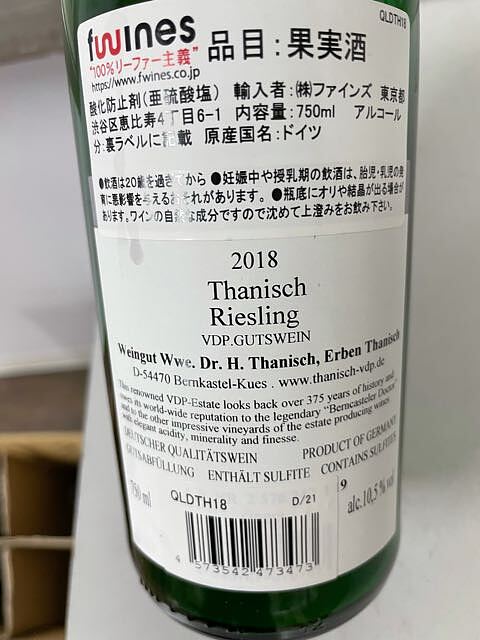 QLDTH18
fwines
"100%リーファー主義"
https://www.fwines.co.jp
品目：果実酒
酸化防止剤（亜硫酸塩） 輸入者：㈱ファインズ 東京都
渋谷区恵比寿4丁目6-1 内容量：750ml アルコール
分：裏ラベルに記載 原産国名：ドイツ
●飲酒は20歳を過ぎてから ●妊娠中や授乳期の飲酒は、胎児・乳児の発
育に悪影響を与えるおそれがあります。●瓶底にオリや結晶が出る場合が
あります。ワインの自然な成分ですので沈めて上澄みをお飲み下さい。
2018
Thanisch
Riesling
VDP.GUTSWEIN
Weingut Wwe. Dr. H. Thanisch, Erben Thanisch
D-54470 Bernkastel-Kues . www.thanisch-vdp.de
This renowned VDP-Estate looks back over 375 years of history and
owes its world-wide reputation to the legendary "Berncasteler Doctor"
and to the other impressive vineyards of the estate producing wines
with elegant acidity, minerality and finesse.
DEUTSCHER QUALITÄTSWEIN PRODUCT OF GERMANY
GUTSABFÜLLUNG ENTHÄLT SULFITE CONTAINS SULFITES
750 ml QLDTH18 D/21 9 alc.10,5 % vol
4 573542 473473